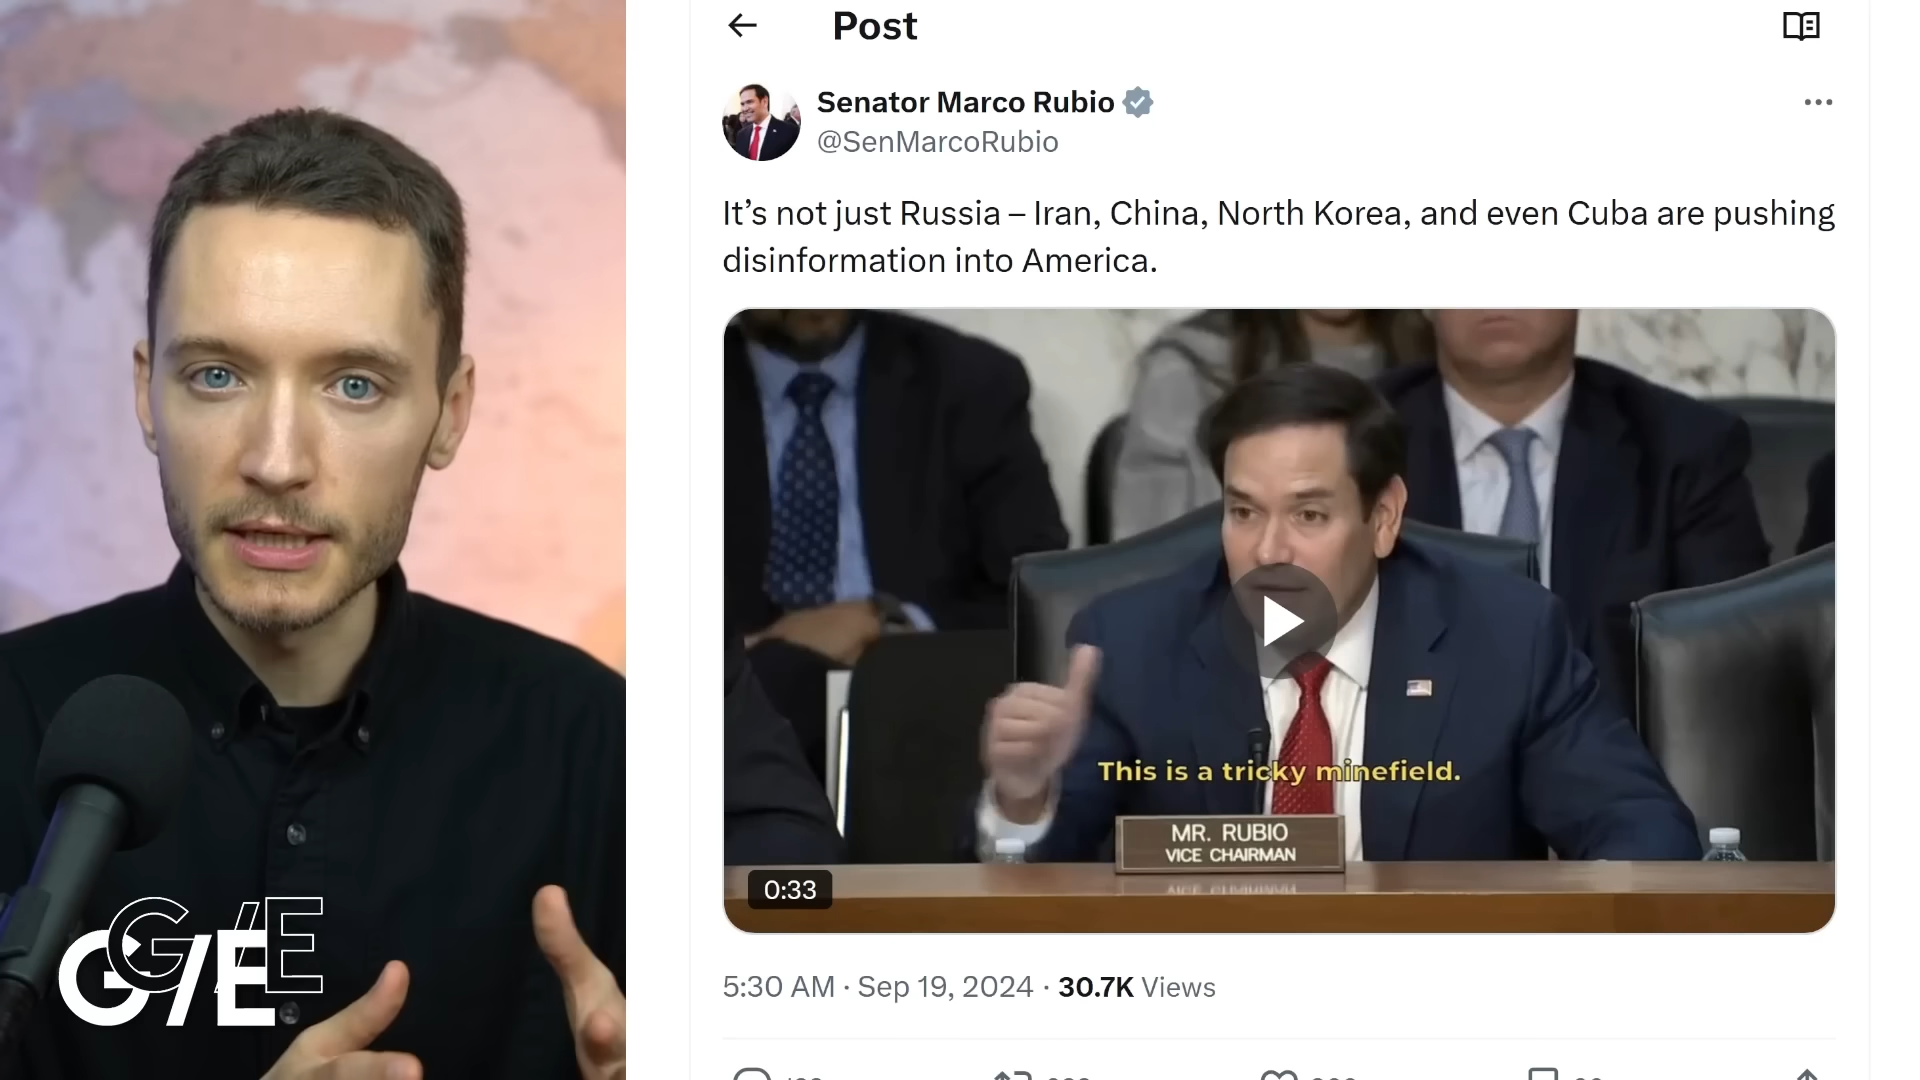 Post
Senator Marco Rubio
@SenMarcoRubio
It’s not just Russia – Iran, China, North Korea, and even Cuba are pushing
disinformation into America.
This is a tricky minefield.
MR. RUBIO
VICE CHAIRMAN
0:33
5:30 AM · Sep 19, 2024 · 30.7K Views
G/E
G/E